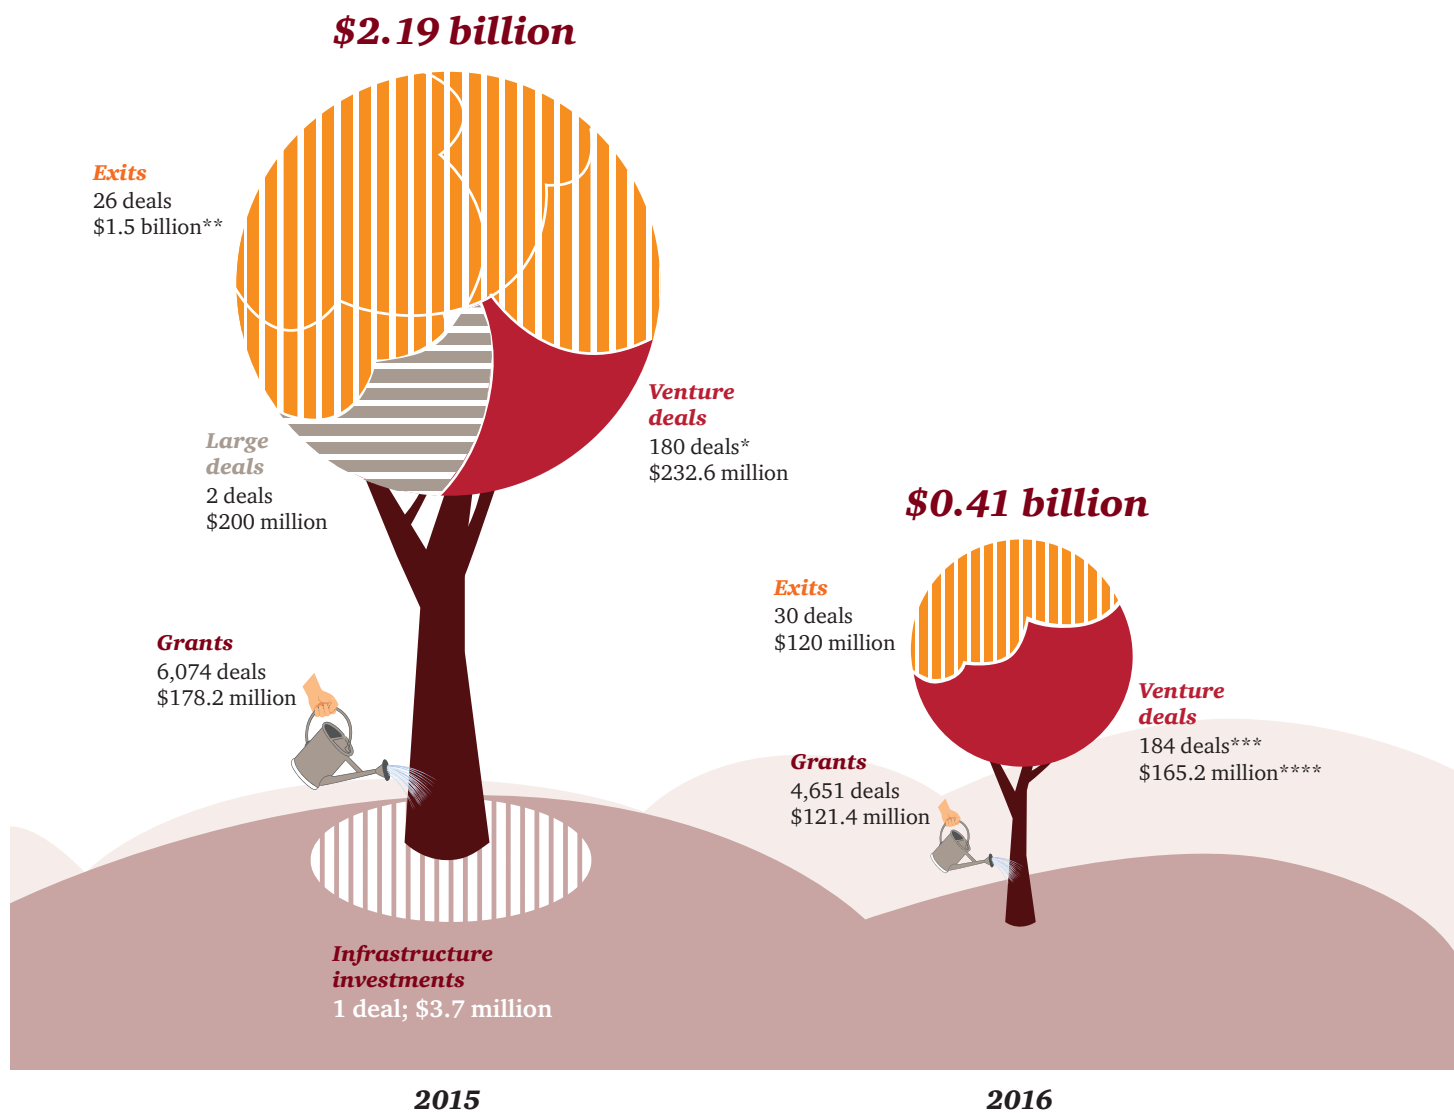 $2.19 billion
Exits
26 deals
$1.5 billion**
Large
deals
2 deals
$200 million
Venture
deals
180 deals*
$232.6 million
Grants
6,074 deals
$178.2 million
Infrastructure
investments
1 deal; $3.7 million
2015
$0.41 billion
Exits
30 deals
$120 million
Venture
deals
184 deals***
$165.2 million****
Grants
4,651 deals
$121.4 million
2016